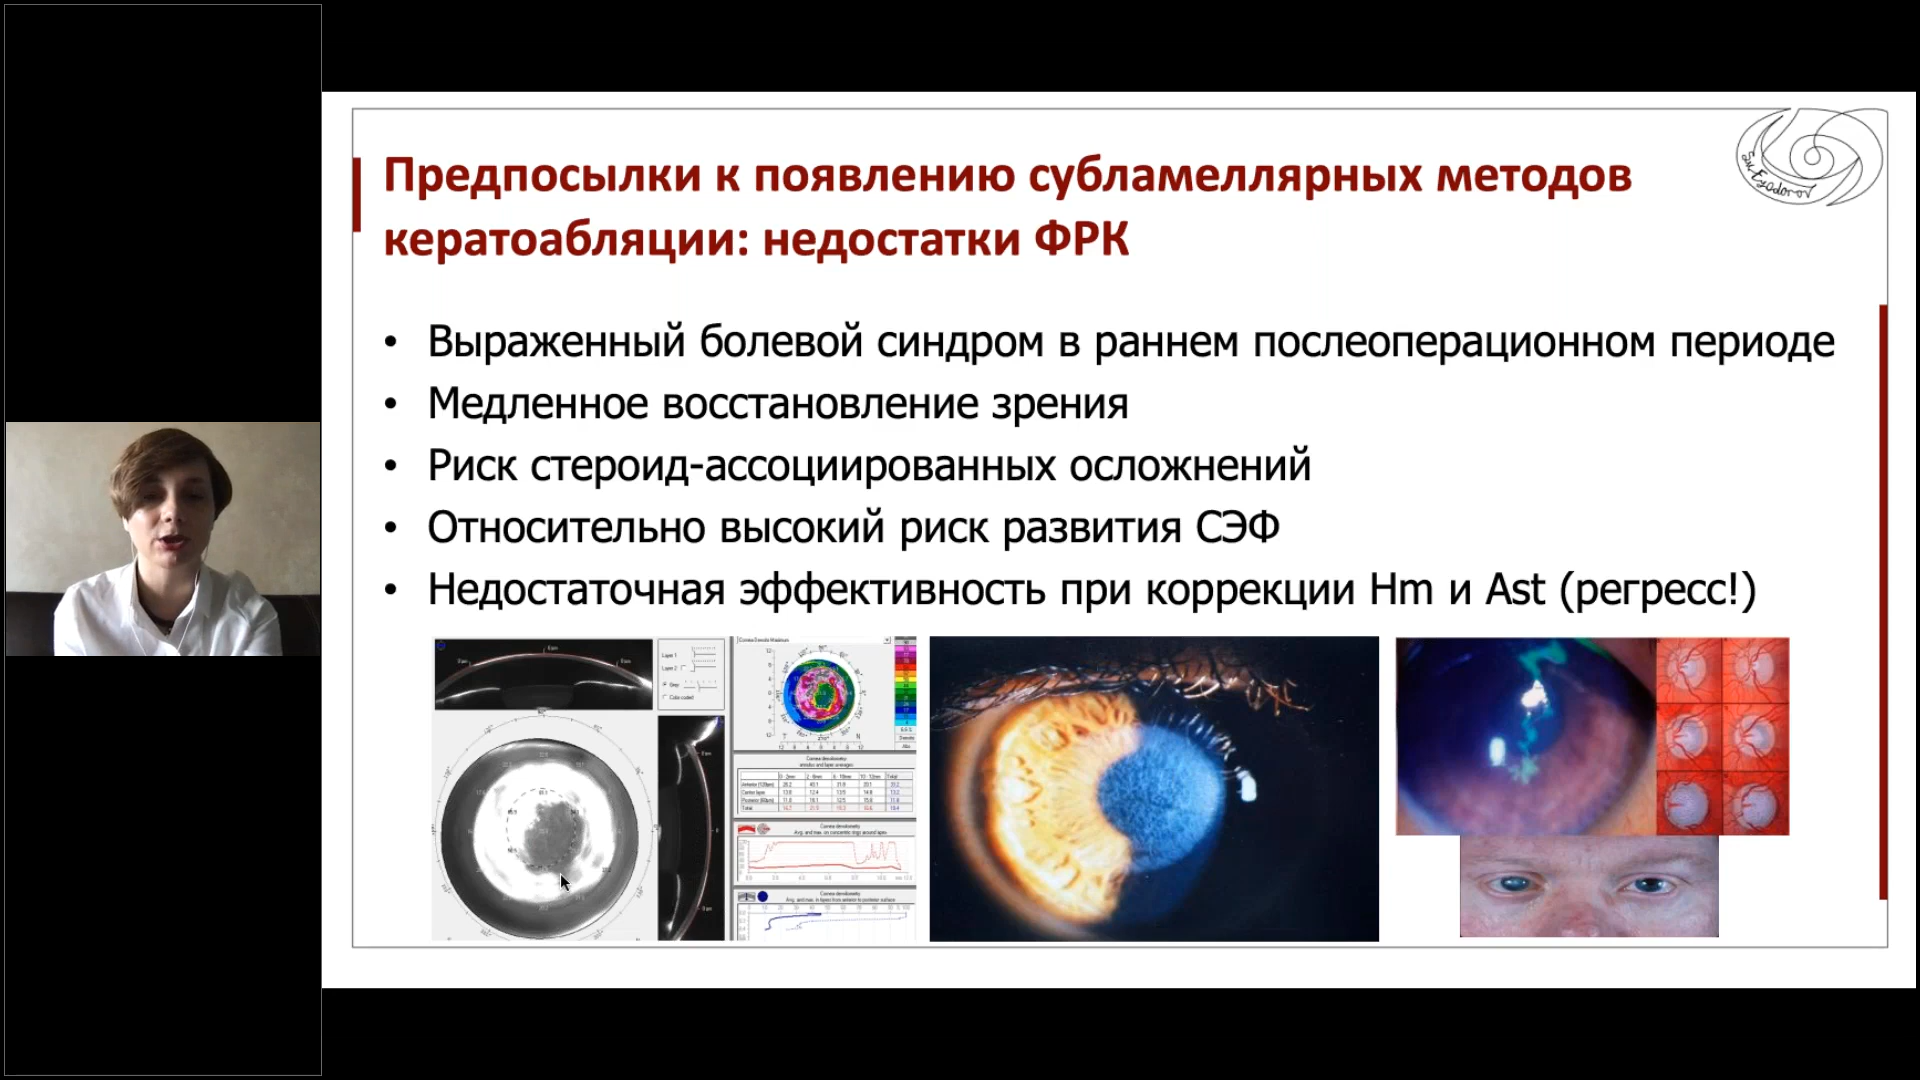 Предпосылки к появлению субламеллярных методов
кератоабляции: недостатки ФРК
• Выраженный болевой синдром в раннем послеоперационном периоде
• Медленное восстановление зрения
• Риск стероид-ассоциированных осложнений
• Относительно высокий риск развития СЭФ
• Недостаточная эффективность при коррекции Hm и Ast (регресс!)